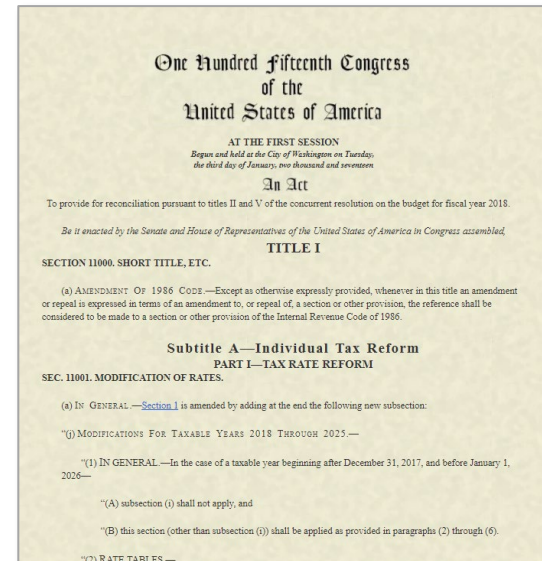 One Hundred Fifteenth Congress
of the
United States of America
AT THE FIRST SESSION
Begun and held at the City of Washington on Tuesday,
the third day of January, two thousand and seventeen
An Act
To provide for reconciliation pursuant to titles II and V of the concurrent resolution on the budget for fiscal year 2018.
Be it enacted by the Senate and House of Representatives of the United States of America in Congress assembled,
TITLE I
SECTION 11000. SHORT TITLE, ETC.
(a) AMENDMENT OF 1986 CODE.—Except as otherwise expressly provided, whenever in this title an amendment
or repeal is expressed in terms of an amendment to, or repeal of, a section or other provision, the reference shall be
considered to be made to a section or other provision of the Internal Revenue Code of 1986.
Subtitle A—Individual Tax Reform
PART I—TAX RATE REFORM
SEC. 11001. MODIFICATION OF RATES.
(a) IN GENERAL.—Section 1 is amended by adding at the end the following new subsection:
“(j) MODIFICATIONS FOR TAXABLE YEARS 2018 THROUGH 2025.—
“(1) IN GENERAL.—In the case of a taxable year beginning after December 31, 2017, and before January 1,
2026—
“(A) subsection (i) shall not apply, and
“(B) this section (other than subsection (i)) shall be applied as provided in paragraphs (2) through (6).
“(2) RATE TABLES.—